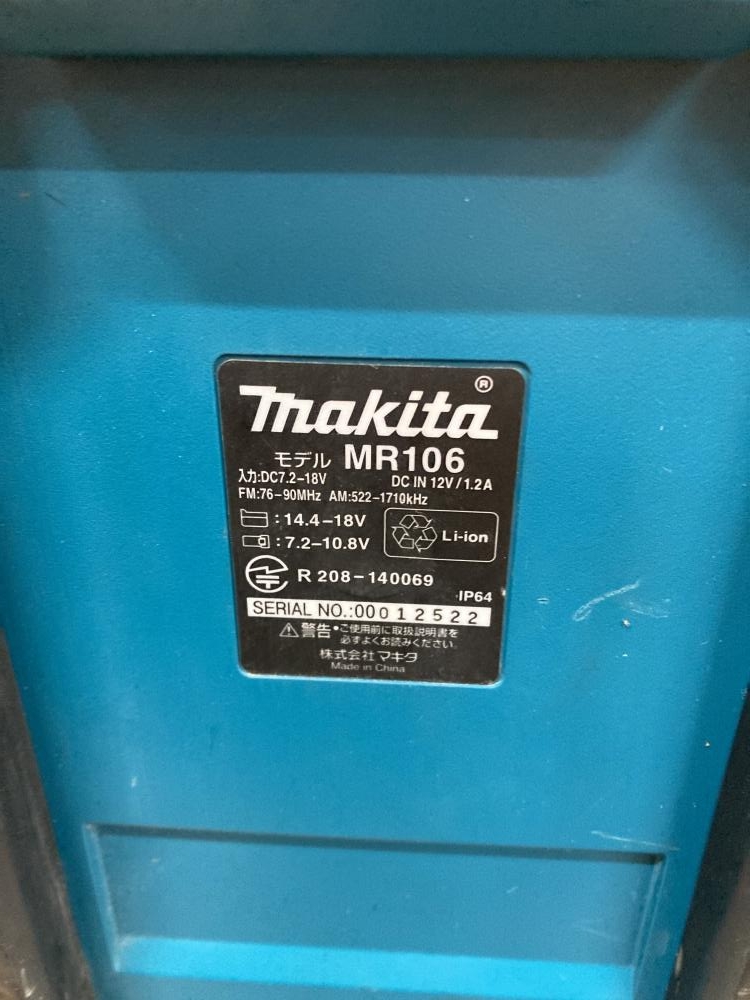 makita®
モデル MR106
入力:DC7.2-18V DC IN 12V/1.2A
FM:76-90MHz AM:522-1710kHz
:14.4-18V
:7.2-10.8V
Li-ion
R 208-140069
IP64
SERIAL NO.:00012522
警告・ご使用前に取扱説明書を
必ずよくお読みください。
株式会社マキタ
Made in China